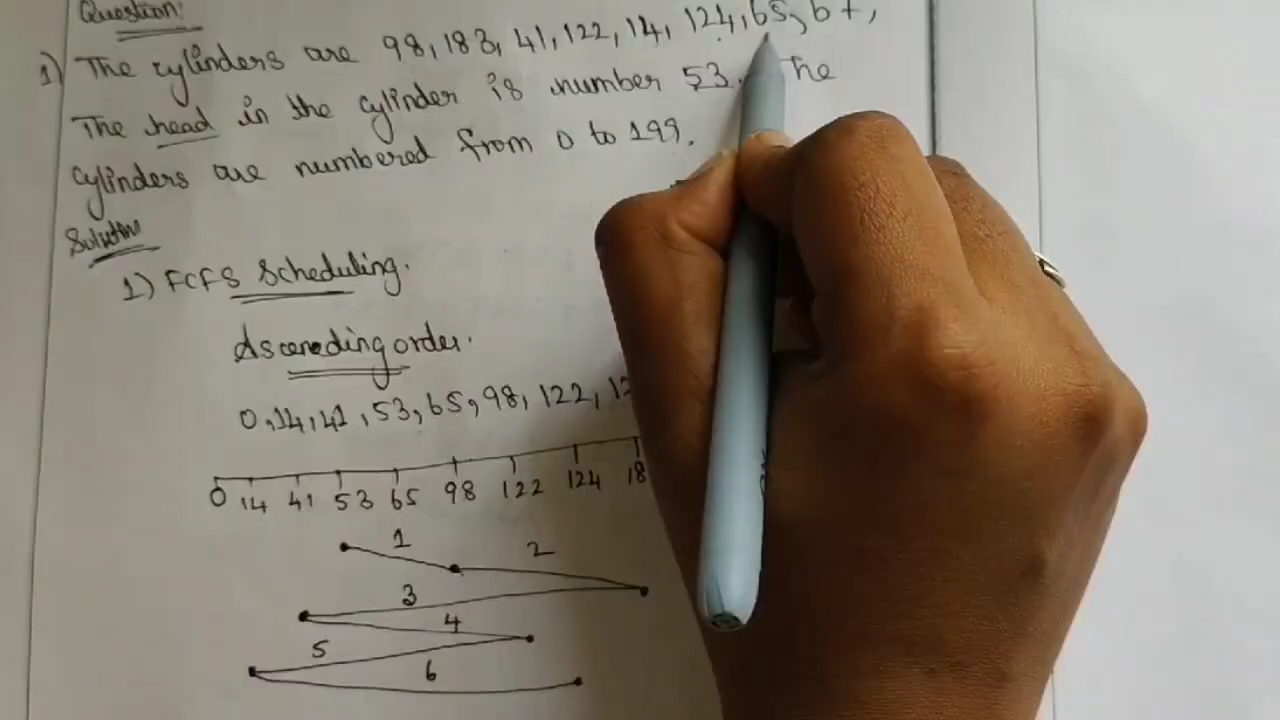 Question:
1) The cylinders are 98, 183, 41, 122, 14, 124, 65, 67,
The head in the cylinder is number 53. The
cylinders are numbered from 0 to 199.
Solution
1) FCFS Scheduling.
Ascending order.
0, 14, 41, 53, 65, 98, 122, 12
0 14 41 53 65 98 122 124 18
1 2
3
4
5
6